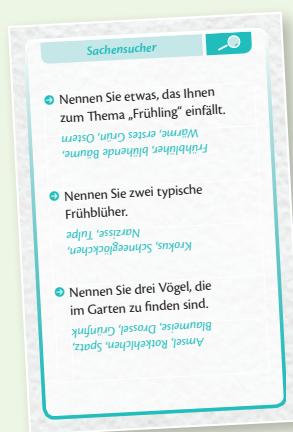 Sachensucher
Nennen Sie etwas, das Ihnen
zum Thema „Frühling“ einfällt.
Frühblüher, blühende Bäume,
Wärme, erstes Grün, Ostern
Nennen Sie zwei typische
Frühblüher.
Krokus, Schneeglöckchen,
Narzisse, Tulpe
Nennen Sie drei Vögel, die
im Garten zu finden sind.
Amsel, Rotkehlchen, Spatz,
Blaumeise, Drossel, Grünfink